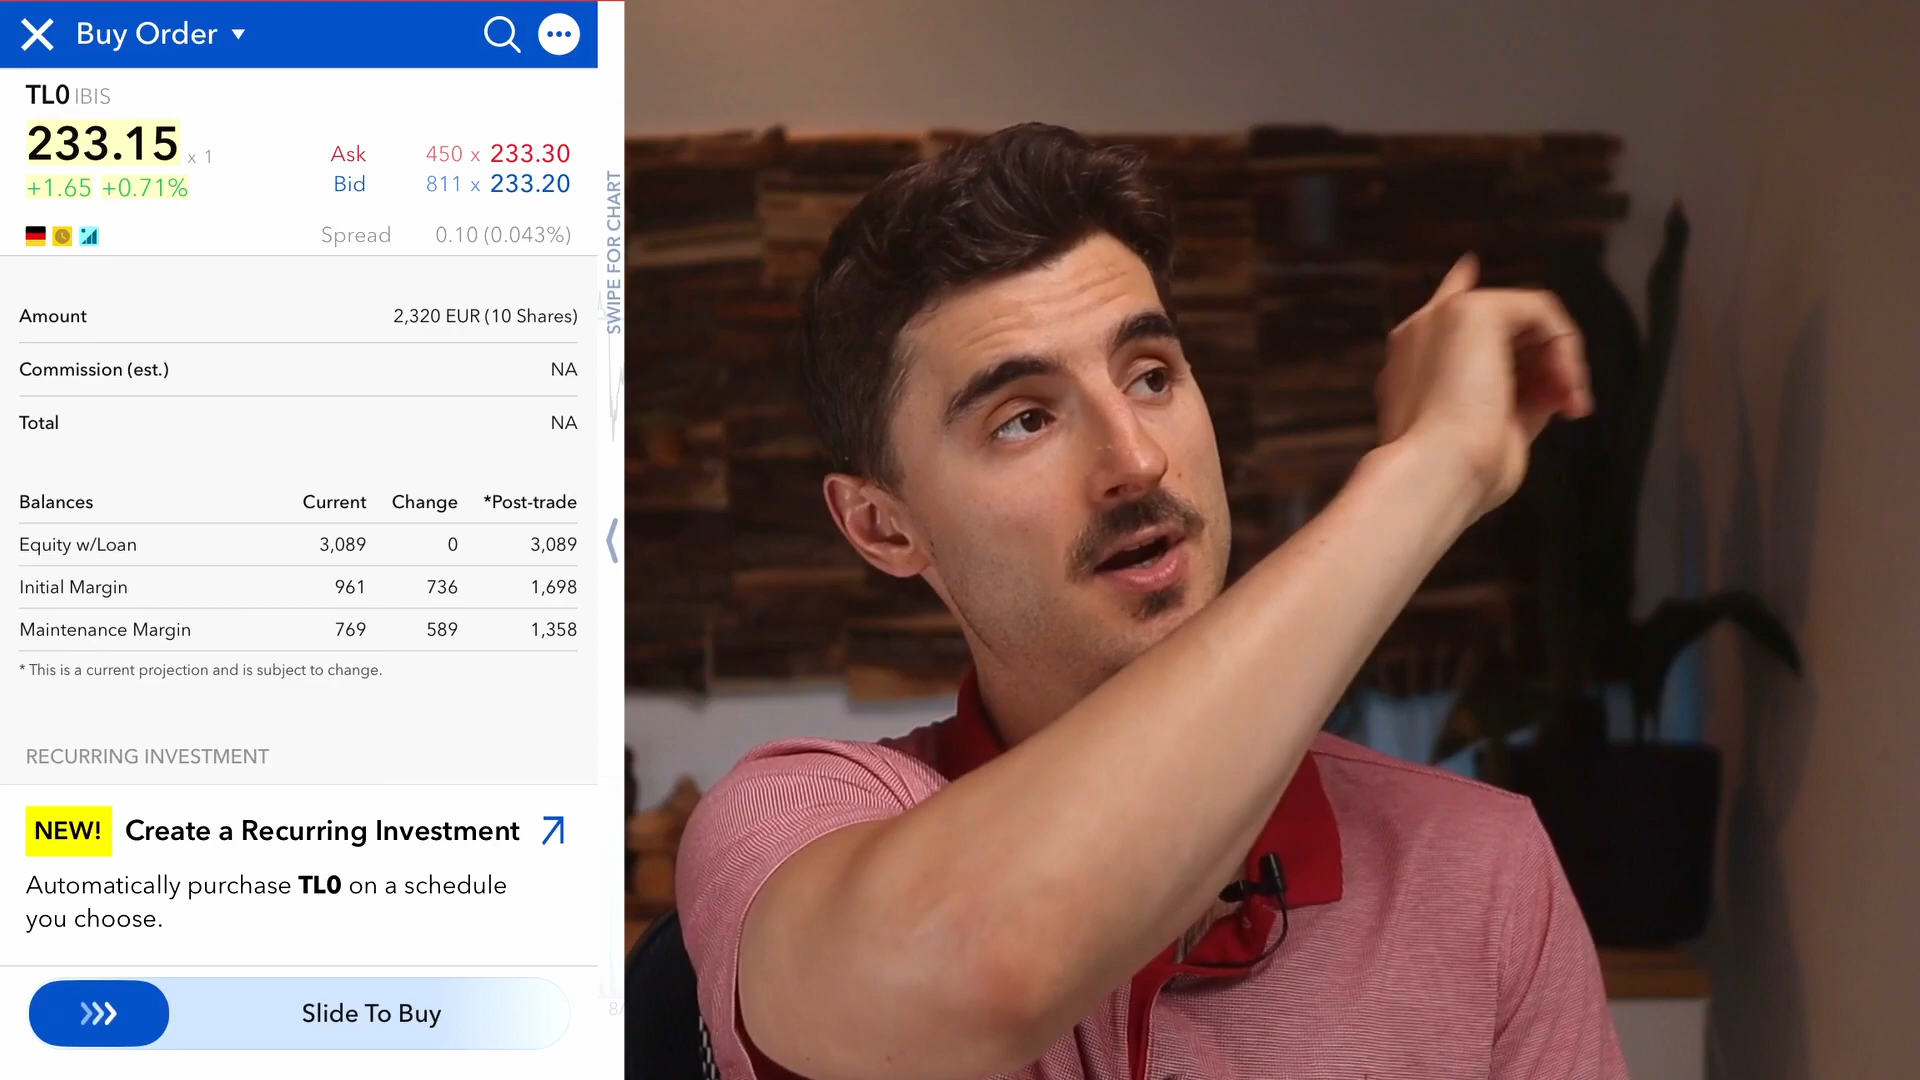 Buy Order
TL0 IBIS
233.15 x 1
+1.65 +0.71%
Ask 450 x 233.30
Bid 811 x 233.20
Spread 0.10 (0.043%)
SWIPE FOR CHART
Amount 2,320 EUR (10 Shares)
Commission (est.) NA
Total NA
Balances Current Change *Post-trade
Equity w/Loan 3,089 0 3,089
Initial Margin 961 736 1,698
Maintenance Margin 769 589 1,358
* This is a current projection and is subject to change.
RECURRING INVESTMENT
NEW! Create a Recurring Investment
Automatically purchase TL0 on a schedule
you choose.
Slide To Buy
8/